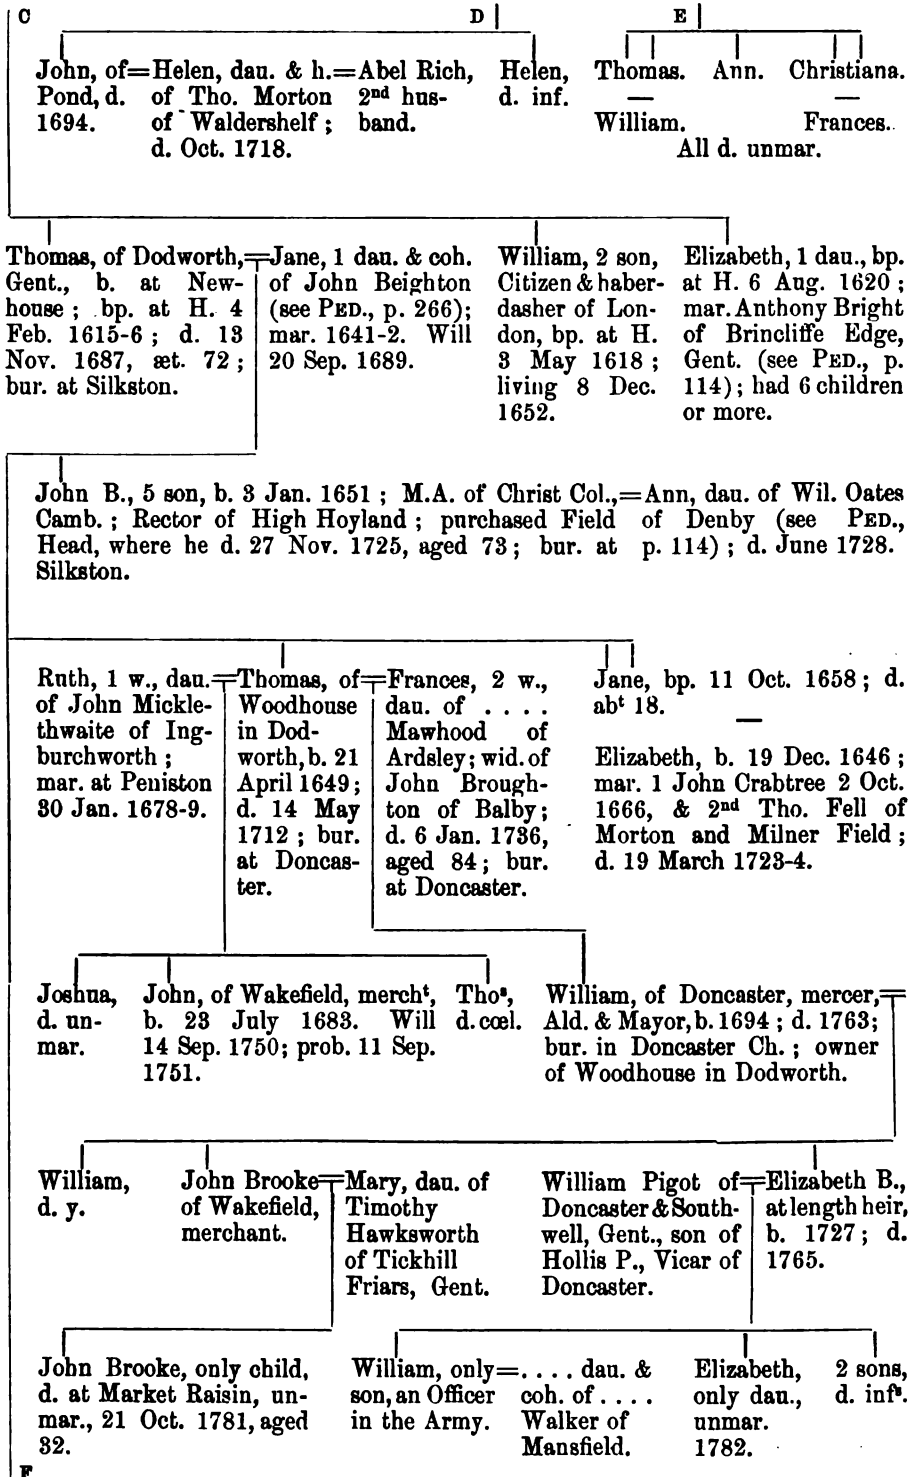 C
D
E
John, of=Helen, dau. & h.=Abel Rich,
Pond, d. of Tho. Morton 2nd hus-
1694. of Waldershelf; band.
d. Oct. 1718.
Helen,
d. inf.
Thomas. Ann. Christiana.
— —
William. Frances.
All d. unmar.
Thomas, of Dodworth,=
Gent., b. at New-
house; bp. at H. 4
Feb. 1615-6; d. 13
Nov. 1687, æt. 72;
bur. at Silkston.
Jane, 1 dau. & coh.
of John Beighton
(see PED., p. 266);
mar. 1641-2. Will
20 Sep. 1689.
William, 2 son,
Citizen & haber-
dasher of Lon-
don, bp. at H.
3 May 1618;
living 8 Dec.
1652.
Elizabeth, 1 dau., bp.
at H. 6 Aug. 1620;
mar. Anthony Bright
of Brincliffe Edge,
Gent. (see PED., p.
114); had 6 children
or more.
John B., 5 son, b. 3 Jan. 1651; M.A. of Christ Col.,=Ann, dau. of Wil. Oates
Camb.; Rector of High Hoyland; purchased Field of Denby (see PED.,
Head, where he d. 27 Nov. 1725, aged 73; bur. at p. 114); d. June 1728.
Silkston.
Ruth, 1 w., dau.=
of John Mickle-
thwaite of Ing-
burchworth;
mar. at Peniston
30 Jan. 1678-9.
Thomas, of=
Woodhouse
in Dod-
worth, b. 21
April 1649;
d. 14 May
1712; bur.
at Doncas-
ter.
Frances, 2 w.,
dau. of ....
Mawhood of
Ardsley; wid. of
John Brough-
ton of Balby;
d. 6 Jan. 1736,
aged 84; bur.
at Doncaster.
Jane, bp. 11 Oct. 1658; d.
abt 18.
—
Elizabeth, b. 19 Dec. 1646;
mar. 1 John Crabtree 2 Oct.
1666, & 2nd Tho. Fell of
Morton and Milner Field;
d. 19 March 1723-4.
Joshua,
d. un-
mar.
John, of Wakefield, mercht,
b. 23 July 1683. Will
14 Sep. 1750; prob. 11 Sep.
1751.
Thos,
d. cœl.
William, of Doncaster, mercer,=
Ald. & Mayor, b. 1694; d. 1763;
bur. in Doncaster Ch.; owner
of Woodhouse in Dodworth.
William,
d. y.
John Brooke=
of Wakefield,
merchant.
Mary, dau. of
Timothy
Hawksworth
of Tickhill
Friars, Gent.
William Pigot of=
Doncaster & South-
well, Gent., son of
Hollis P., Vicar of
Doncaster.
Elizabeth B.,
at length heir,
b. 1727; d.
1765.
John Brooke, only child,
d. at Market Raisin, un-
mar., 21 Oct. 1781, aged
32.
William, only=
son, an Officer
in the Army.
.... dau. &
coh. of ....
Walker of
Mansfield.
Elizabeth,
only dau.,
unmar.
1782.
2 sons,
d. infs.
F